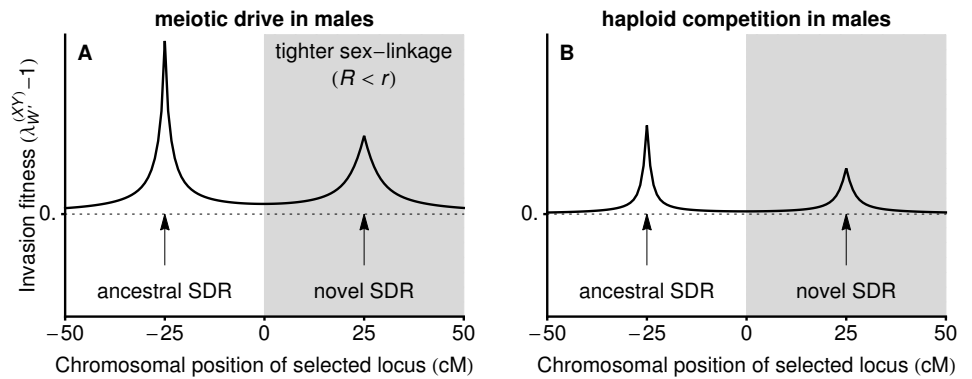 meiotic drive in males
A
tighter sex−linkage
(R < r)
Invasion fitness (λ_{W'}^{(XY)} −1)
0.
ancestral SDR
novel SDR
−50 −25 0 25 50
Chromosomal position of selected locus (cM)
haploid competition in males
B
0.
ancestral SDR
novel SDR
−50 −25 0 25 50
Chromosomal position of selected locus (cM)